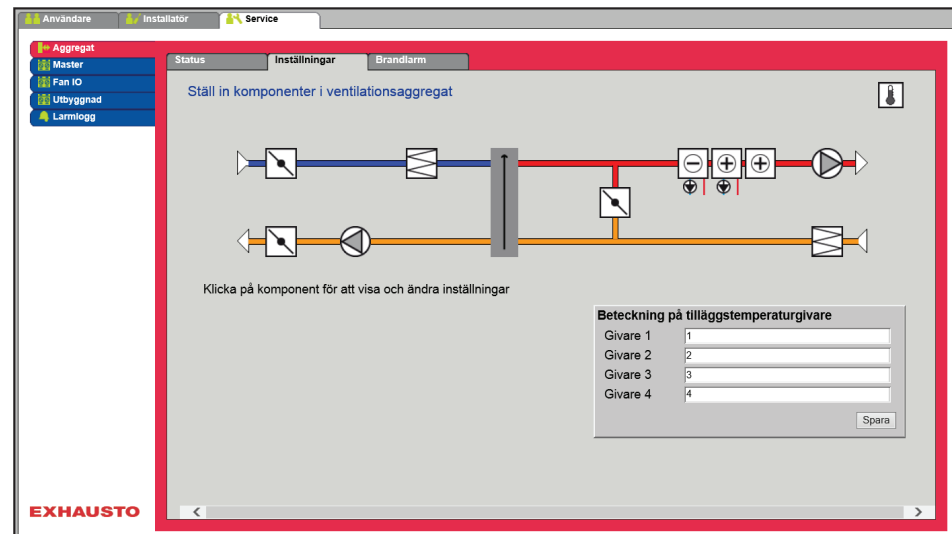 Användare Installatör Service
Aggregat
Master
Fan IO
Utbyggnad
Larmlogg
Status Inställningar Brandlarm
Ställ in komponenter i ventilationsaggregat
Klicka på komponent för att visa och ändra inställningar
Beteckning på tilläggstemperaturgivare
Givare 1 1
Givare 2 2
Givare 3 3
Givare 4 4
Spara
EXHAUSTO